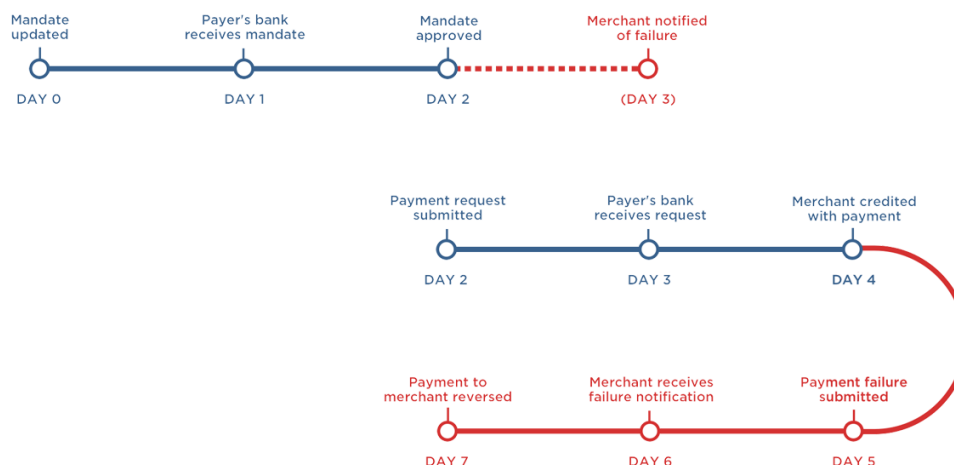 Mandate
updated
Payer's bank
receives mandate
Mandate
approved
Merchant notified
of failure
DAY 0
DAY 1
DAY 2
(DAY 3)
Payment request
submitted
Payer's bank
receives request
Merchant credited
with payment
DAY 2
DAY 3
DAY 4
Payment to
merchant reversed
Merchant receives
failure notification
Payment failure
submitted
DAY 7
DAY 6
DAY 5